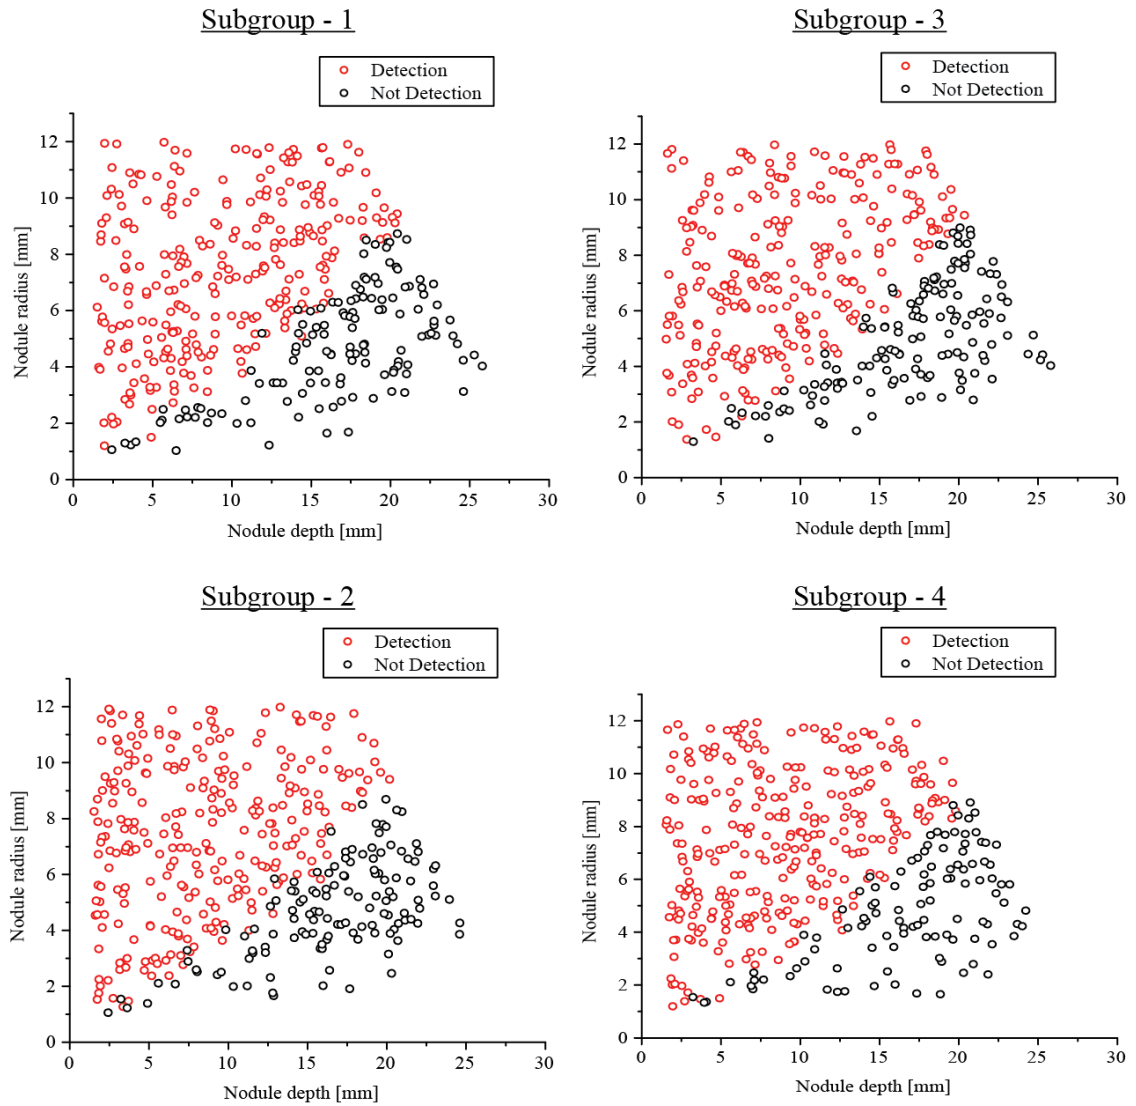 Subgroup - 1
Detection
Not Detection
12
10
8
6
4
2
0
0 5 10 15 20 25 30
Nodule radius [mm]
Nodule depth [mm]
Subgroup - 3
Detection
Not Detection
12
10
8
6
4
2
0
0 5 10 15 20 25 30
Nodule radius [mm]
Nodule depth [mm]
Subgroup - 2
Detection
Not Detection
12
10
8
6
4
2
0
0 5 10 15 20 25 30
Nodule radius [mm]
Nodule depth [mm]
Subgroup - 4
Detection
Not Detection
12
10
8
6
4
2
0
0 5 10 15 20 25 30
Nodule radius [mm]
Nodule depth [mm]